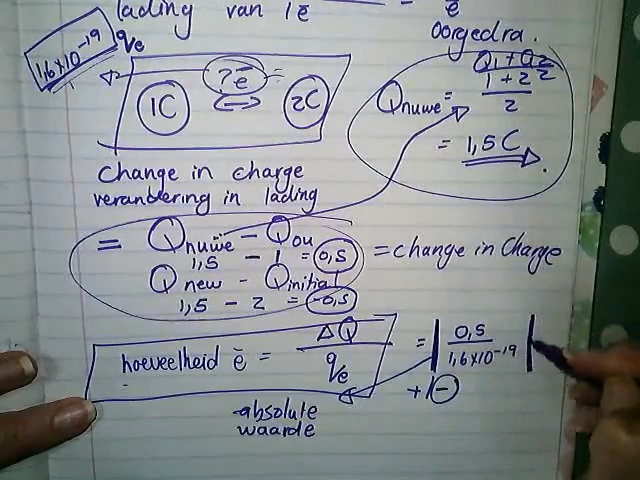 lading van 1ē = ē
oorgedra.
1,6x10⁻¹⁹ qe
?ē =
1C 2C
Qnuwe = Q1 + Q2 / 2
1 + 2 / 2
= 1,5 C
change in charge
verandering in lading
= Qnuwe - Qou
1,5 - 1 = 0,5 = change in Charge
Qnew - Qinitial
1,5 - 2 = -0,5
hoeveelheid ē = ΔQ / qe = | 0,5 / 1,6x10⁻¹⁹ |
+ -
-absolute
waarde